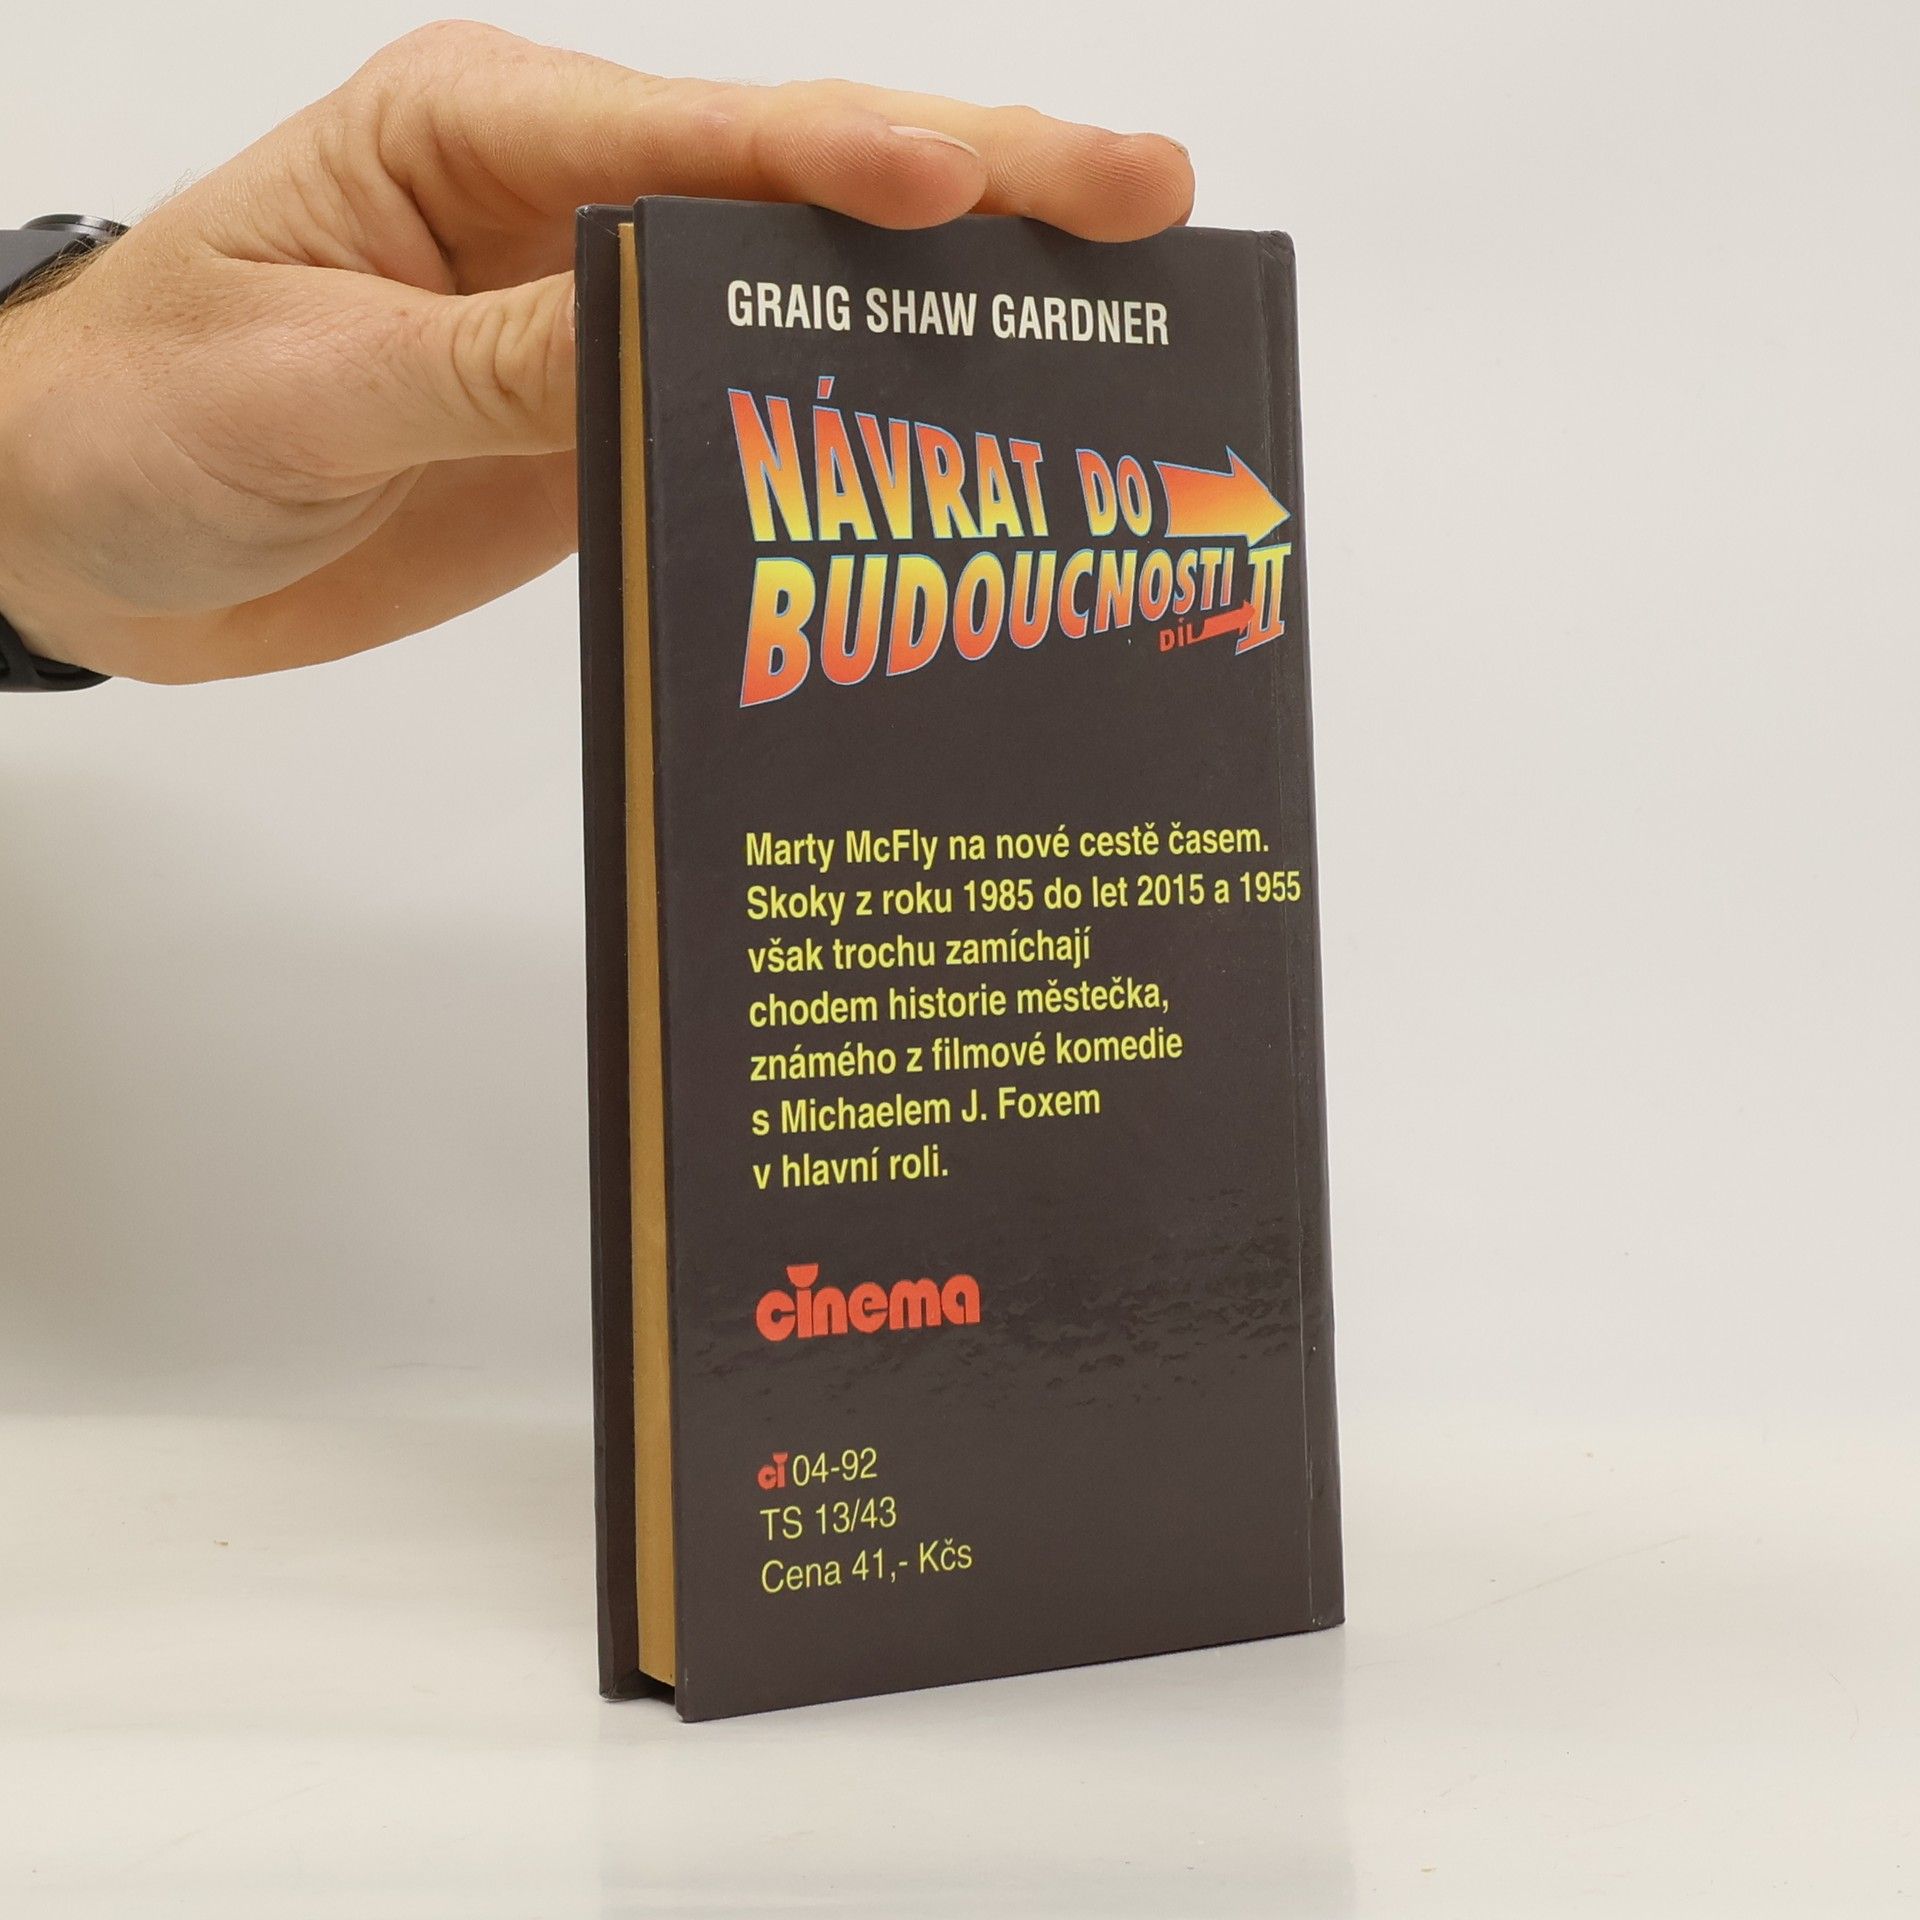 GRAIG SHAW GARDNER
NÁVRAT DO
BUDOUCNOSTI II
DÍL
Marty McFly na nové cestě časem.
Skoky z roku 1985 do let 2015 a 1955
však trochu zamíchají
chodem historie městečka,
známého z filmové komedie
s Michaelem J. Foxem
v hlavní roli.
cinema
ci 04-92
TS 13/43
Cena 41,- Kčs